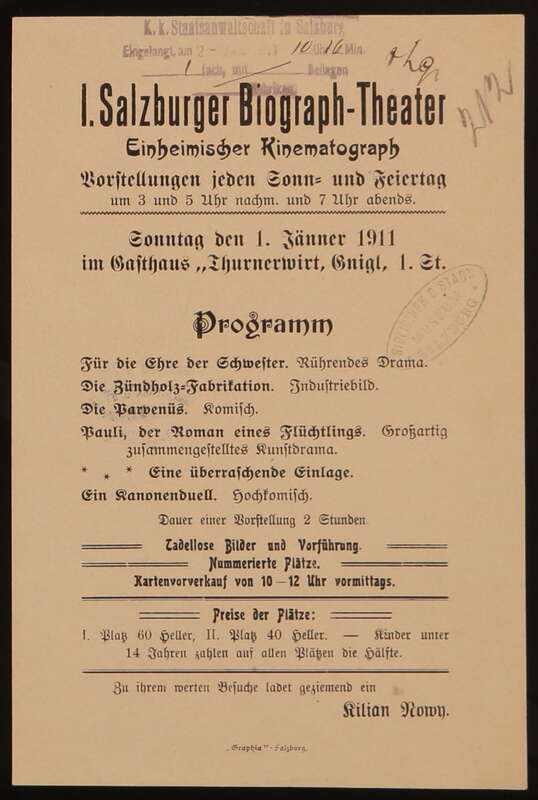 K. k. Staatsanwaltschaft in Salzburg
Eingelangt, am 2 - 10 Uhr Min.
1 fach, mit Beilagen
I. Salzburger Biograph-Theater
Einheimischer Kinematograph
Vorstellungen jeden Sonn- und Feiertag
um 3 und 5 Uhr nachm. und 7 Uhr abends.
Sonntag den 1. Jänner 1911
im Gasthaus „Thurnerwirt, Gnigl, 1. St.
Programm
Für die Ehre der Schwester. Rührendes Drama.
Die Zündholz-Fabrikation. Industriebild.
Die Parvenüs. Komisch.
Pauli, der Roman eines Flüchtlings. Großartig
zusammengestelltes Kunstdrama.
* * * Eine überraschende Einlage.
Ein Kanonenduell. Hochkomisch.
Dauer einer Vorstellung 2 Stunden.
Tadellose Bilder und Vorführung.
Nummerierte Plätze.
Kartenvorverkauf von 10—12 Uhr vormittags.
Preise der Plätze:
I. Platz 60 Heller, II. Platz 40 Heller. — Kinder unter
14 Jahren zahlen auf allen Plätzen die Hälfte.
Zu ihrem werten Besuche ladet geziemend ein
Kilian Nowy.
„Graphia"-Salzburg.